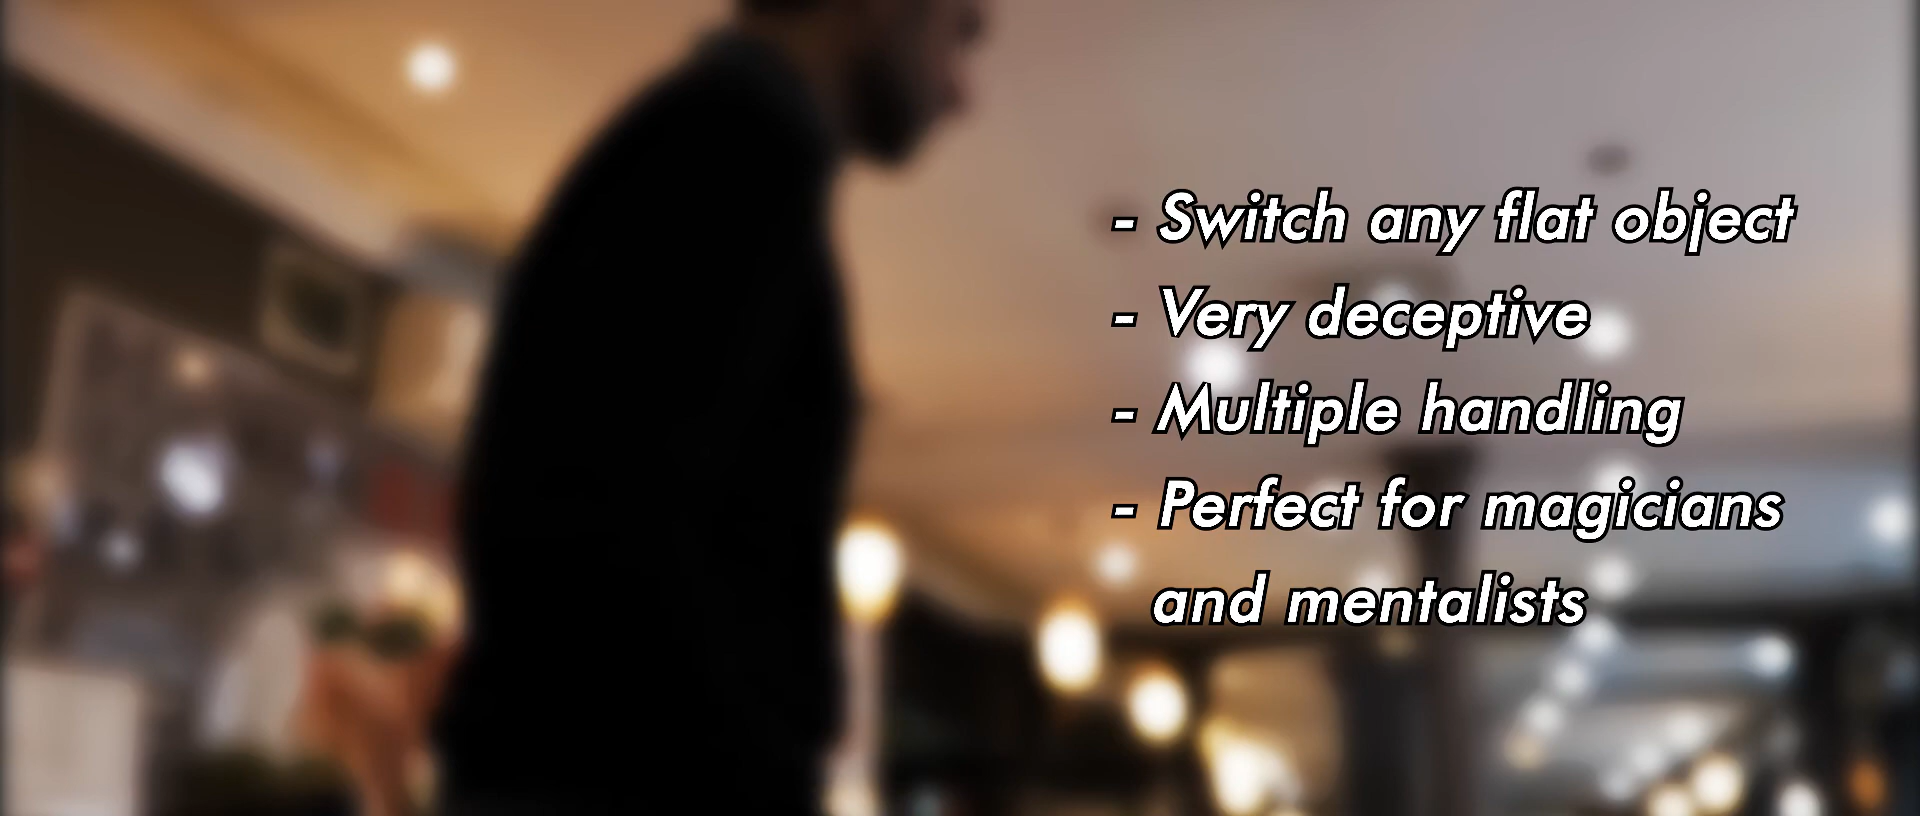 - Switch any flat object
- Very deceptive
- Multiple handling
- Perfect for magicians
and mentalists